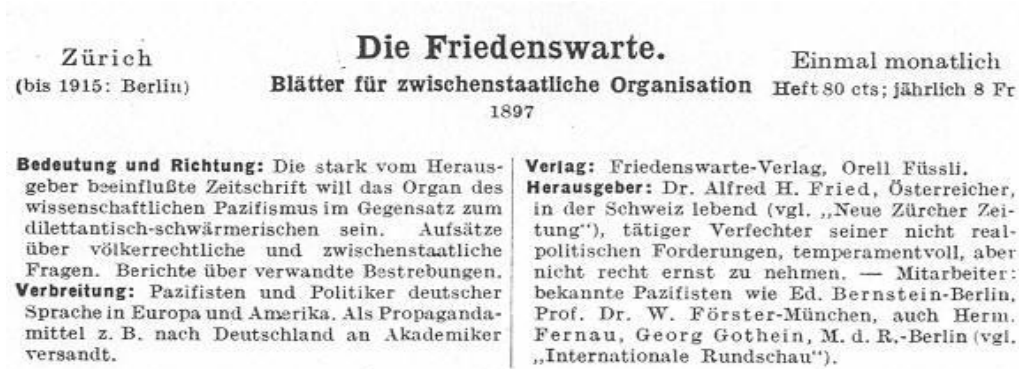 Zürich
(bis 1915: Berlin)
Die Friedenswarte.
Blätter für zwischenstaatliche Organisation
1897
Einmal monatlich
Heft 80 cts; jährlich 8 Fr
Bedeutung und Richtung: Die stark vom Heraus-
geber beeinflußte Zeitschrift will das Organ des
wissenschaftlichen Pazifismus im Gegensatz zum
dilettantisch-schwärmerischen sein. Aufsätze
über völkerrechtliche und zwischenstaatliche
Fragen. Berichte über verwandte Bestrebungen.
Verbreitung: Pazifisten und Politiker deutscher
Sprache in Europa und Amerika. Als Propaganda-
mittel z. B. nach Deutschland an Akademiker
versandt.
Verlag: Friedenswarte-Verlag, Orell Füssli.
Herausgeber: Dr. Alfred H. Fried, Österreicher,
in der Schweiz lebend (vgl. „Neue Zürcher Zei-
tung“), tätiger Verfechter seiner nicht real-
politischen Forderungen, temperamentvoll, aber
nicht recht ernst zu nehmen. — Mitarbeiter:
bekannte Pazifisten wie Ed. Bernstein-Berlin,
Prof. Dr. W. Förster-München, auch Herm.
Fernau, Georg Gothein, M. d. R.-Berlin (vgl.
„Internationale Rundschau“).